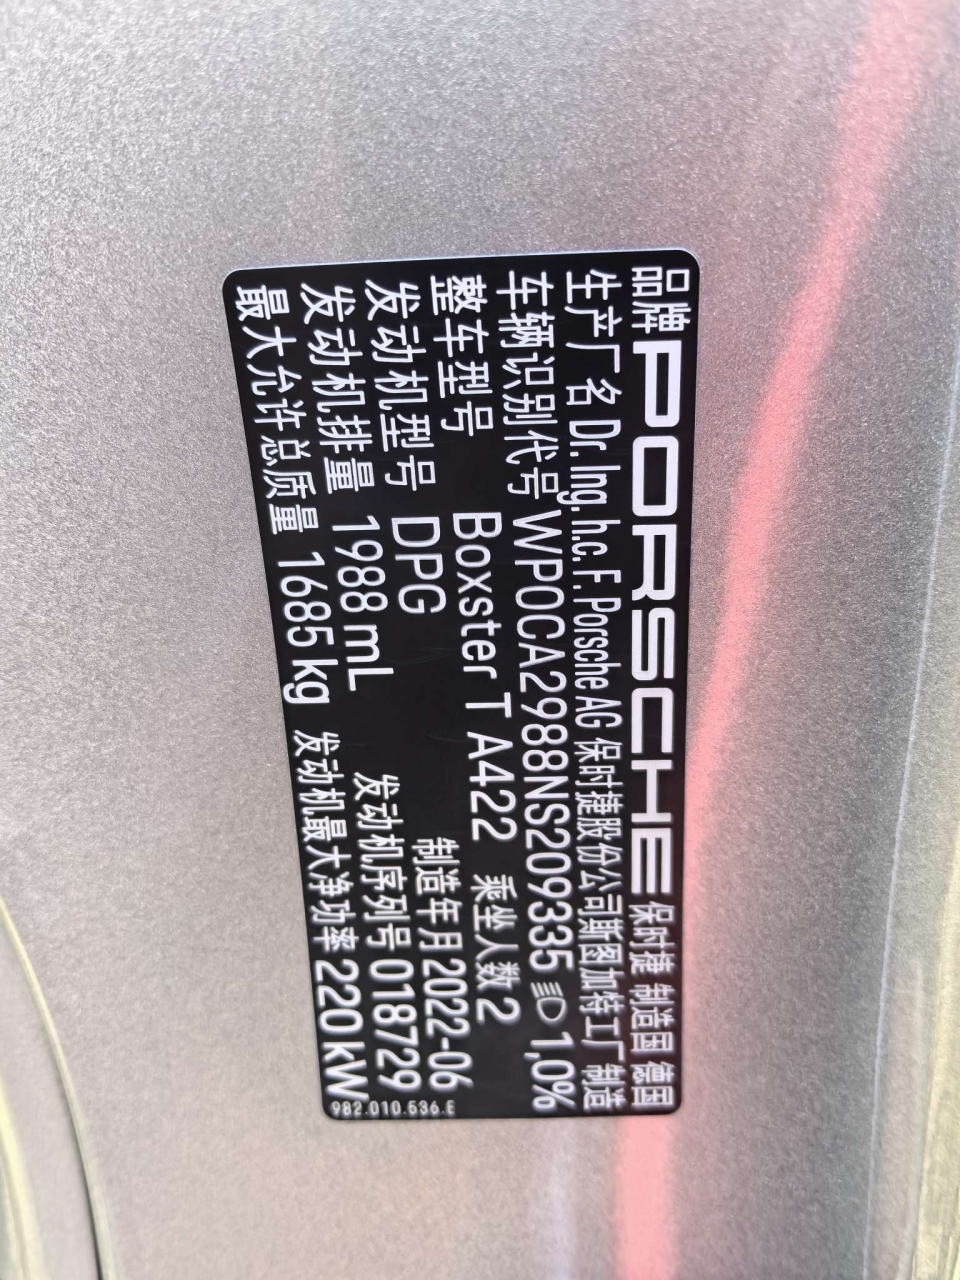 品牌 PORSCHE 保时捷 制造国 德国
生产厂名 Dr. Ing. h.c. F. Porsche AG 保时捷股份公司斯图加特工厂制造
车辆识别代号 WP0CA2988NS209335 1,0%
整车型号 Boxster T A422 乘坐人数 2
发动机型号 DPG 制造年月 2022-06
发动机排量 1988 mL 发动机序列号 018729
最大允许总质量 1685 kg 发动机最大净功率 220 kW
982.010.536.E